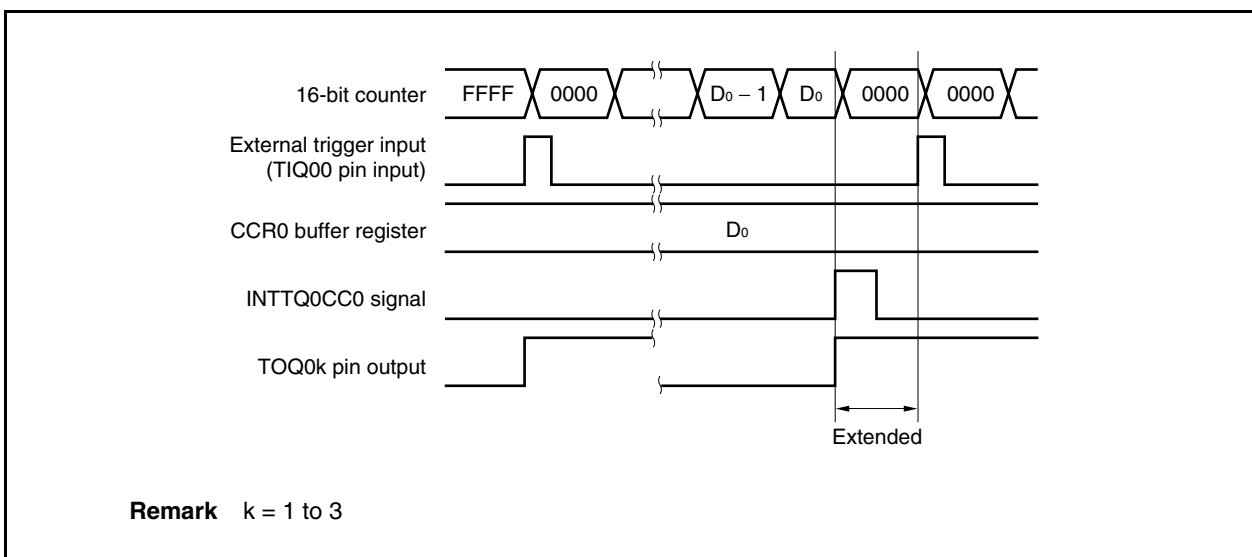 16-bit counter FFFF 0000 D0 − 1 D0 0000 0000
External trigger input
(TIQ00 pin input)
CCR0 buffer register D0
INTTQ0CC0 signal
TOQ0k pin output
Extended
Remark k = 1 to 3